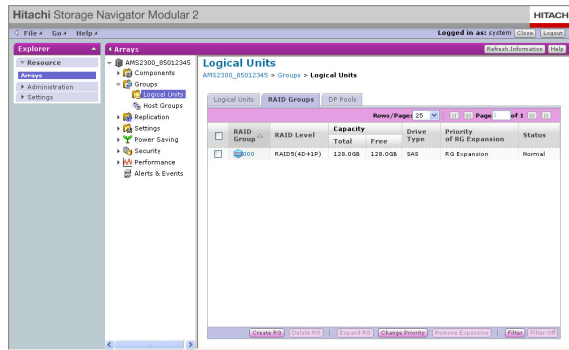 Hitachi Storage Navigator Modular 2
HITACHI
File Go Help
Logged in as: system Close Logout
Explorer
Resource
Arrays
Administration
Settings
Arrays
Refresh Information Help
AMS2300_85012345
Components
Groups
Logical Units
Host Groups
Replication
Settings
Power Saving
Security
Performance
Alerts & Events
Logical Units
AMS2300_85012345 > Groups > Logical Units
Logical Units RAID Groups DP Pools
Rows/Page: 25 Page 1 of 1
RAID Group RAID Level Capacity Total Free Drive Type Priority of RG Expansion Status
000 RAID5(4D+1P) 128.0GB 128.0GB SAS RG Expansion Normal
Create RG Delete RG Expand RG Change Priority Remove Expansion Filter Filter Off